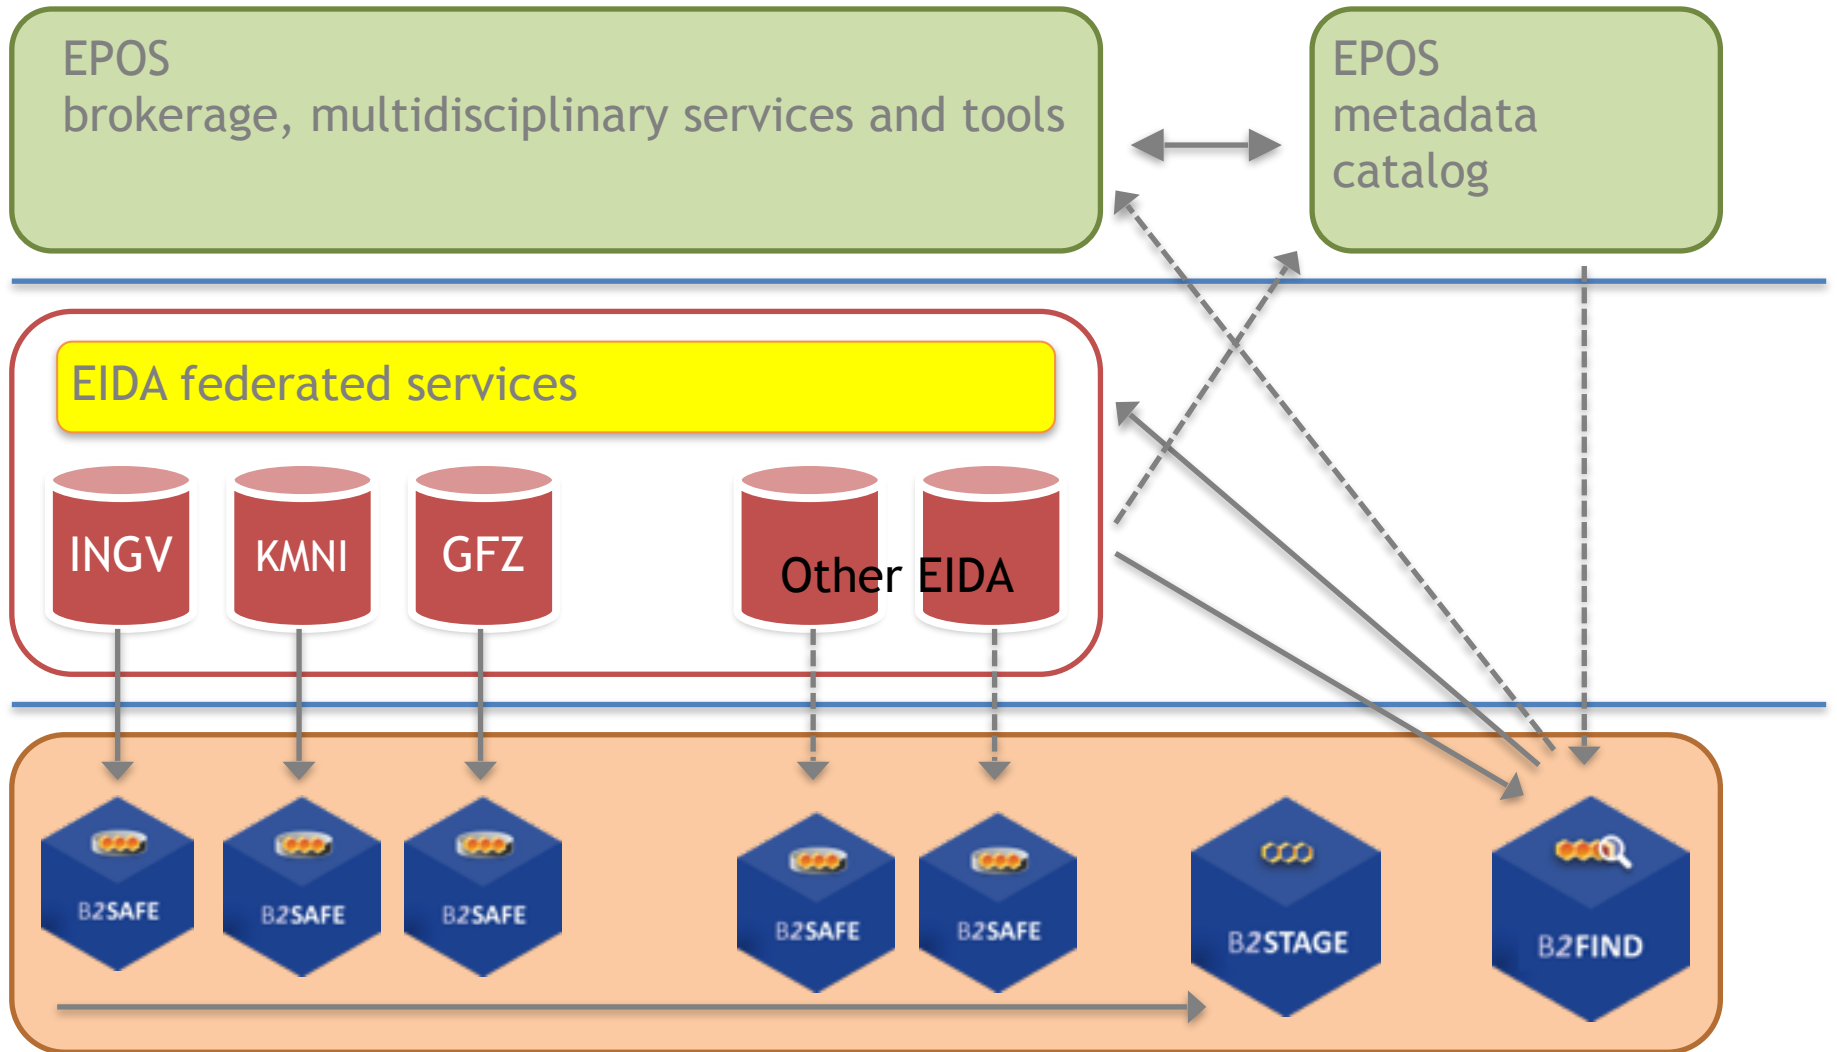 EPOS
brokerage, multidisciplinary services and tools
EPOS
metadata
catalog
EIDA federated services
INGV
KMNI
GFZ
Other EIDA
B2SAFE
B2SAFE
B2SAFE
B2SAFE
B2SAFE
B2STAGE
B2FIND